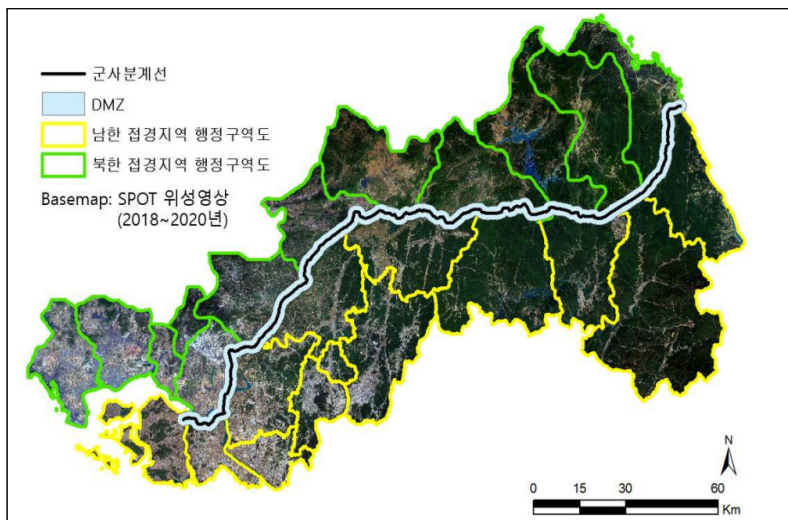 군사분계선
DMZ
남한 접경지역 행정구역도
북한 접경지역 행정구역도
Basemap: SPOT 위성영상
(2018~2020년)
N
0 15 30 60
Km